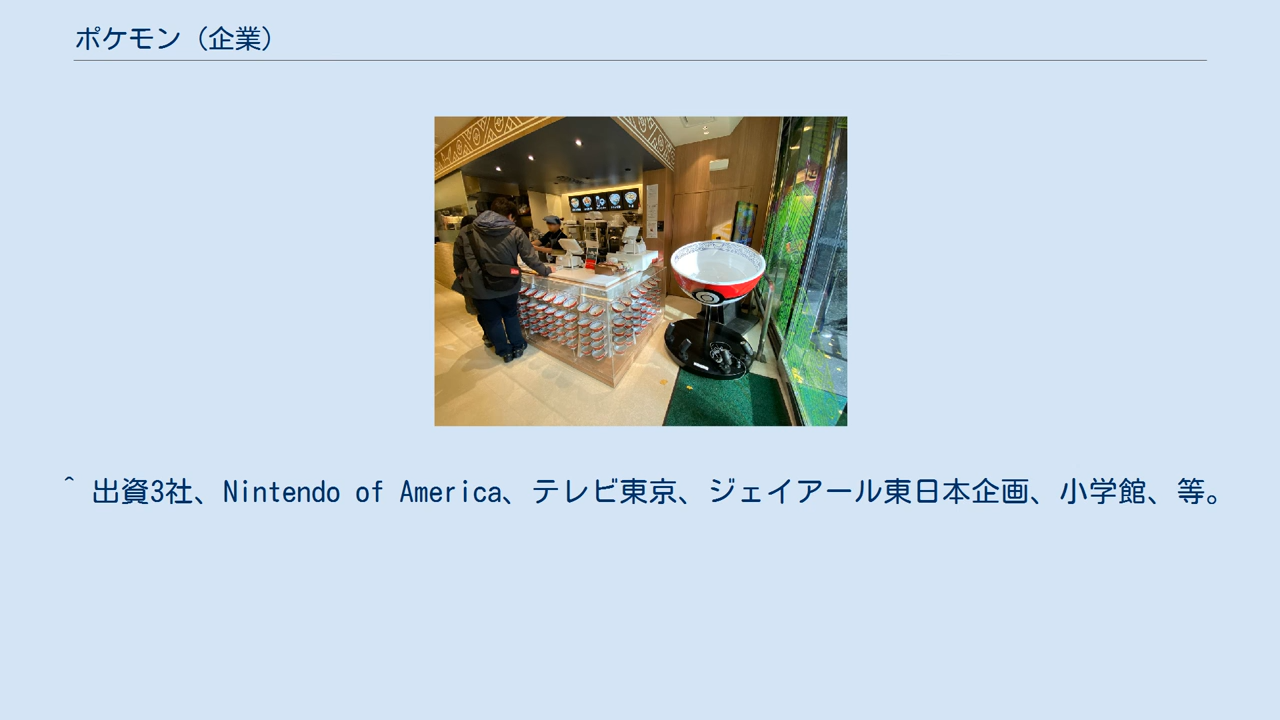 ポケモン（企業）
^ 出資3社、Nintendo of America、テレビ東京、ジェイアール東日本企画、小学館、等。